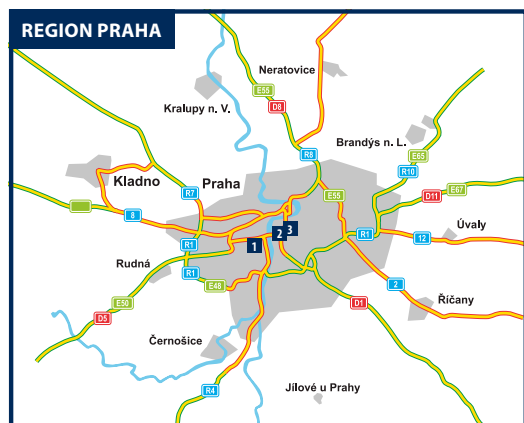 REGION PRAHA
Neratovice
E55
D8
Kralupy n. V.
Brandýs n. L.
R8
E65
R10
Kladno
Praha
R7
E55
D11
E67
8
R1
1
2
3
R1
12
Úvaly
Rudná
R1
E48
2
Říčany
E50
D5
D1
Černošice
R4
Jílové u Prahy